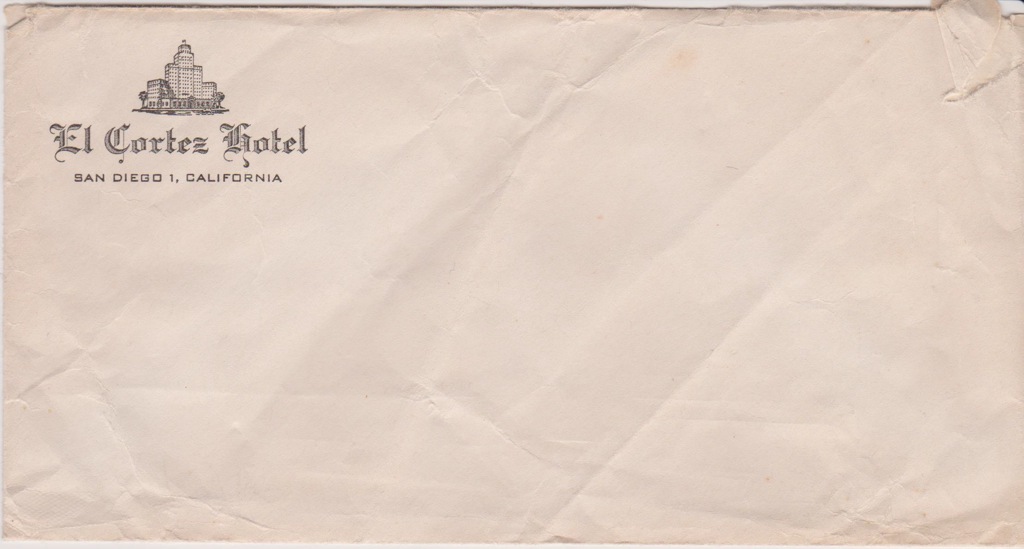 El Cortez Hotel
SAN DIEGO 1, CALIFORNIA